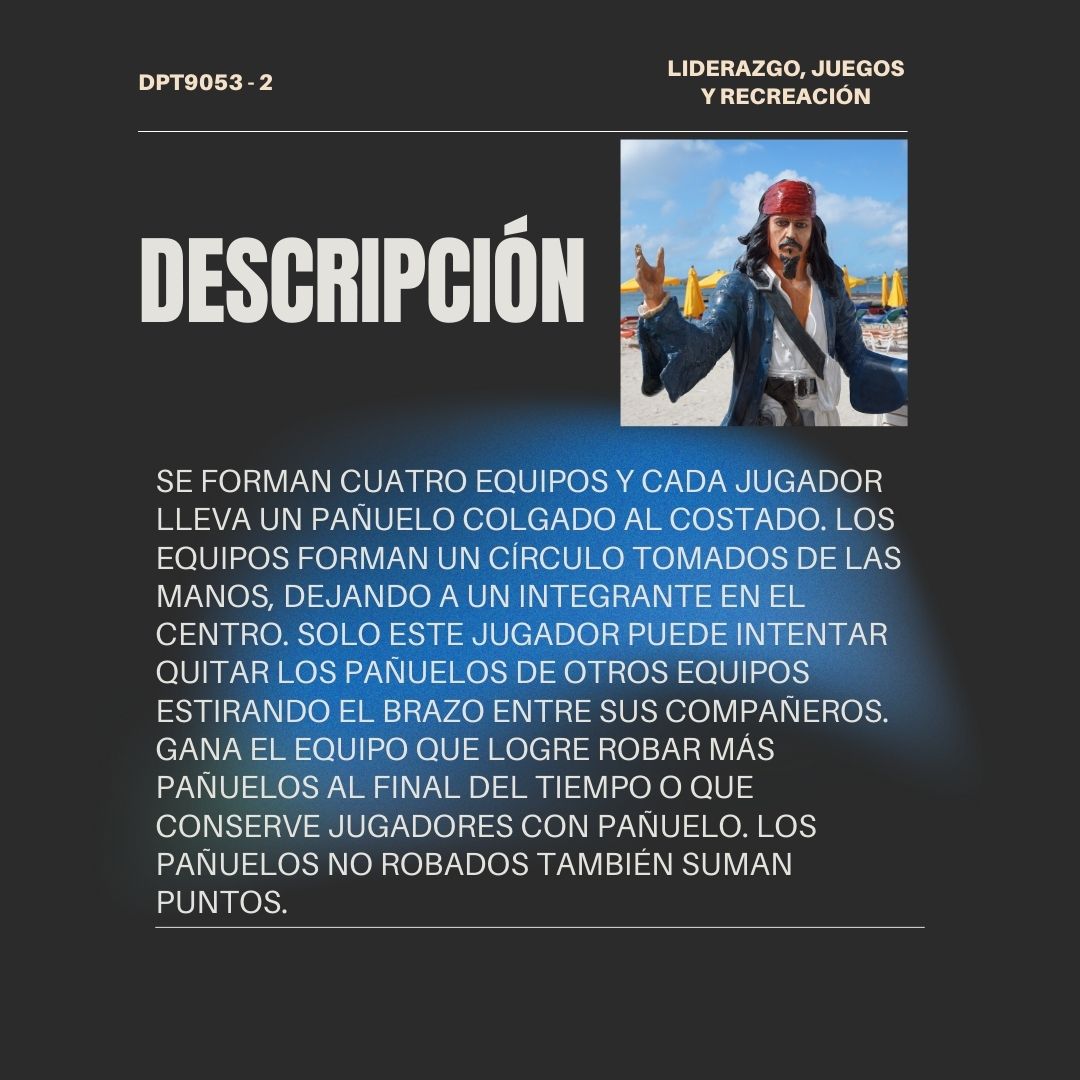 DPT9053 - 2
LIDERAZGO, JUEGOS
Y RECREACIÓN
DESCRIPCIÓN
SE FORMAN CUATRO EQUIPOS Y CADA JUGADOR
LLEVA UN PAÑUELO COLGADO AL COSTADO. LOS
EQUIPOS FORMAN UN CÍRCULO TOMADOS DE LAS
MANOS, DEJANDO A UN INTEGRANTE EN EL
CENTRO. SOLO ESTE JUGADOR PUEDE INTENTAR
QUITAR LOS PAÑUELOS DE OTROS EQUIPOS
ESTIRANDO EL BRAZO ENTRE SUS COMPAÑEROS.
GANA EL EQUIPO QUE LOGRE ROBAR MÁS
PAÑUELOS AL FINAL DEL TIEMPO O QUE
CONSERVE JUGADORES CON PAÑUELO. LOS
PAÑUELOS NO ROBADOS TAMBIÉN SUMAN
PUNTOS.